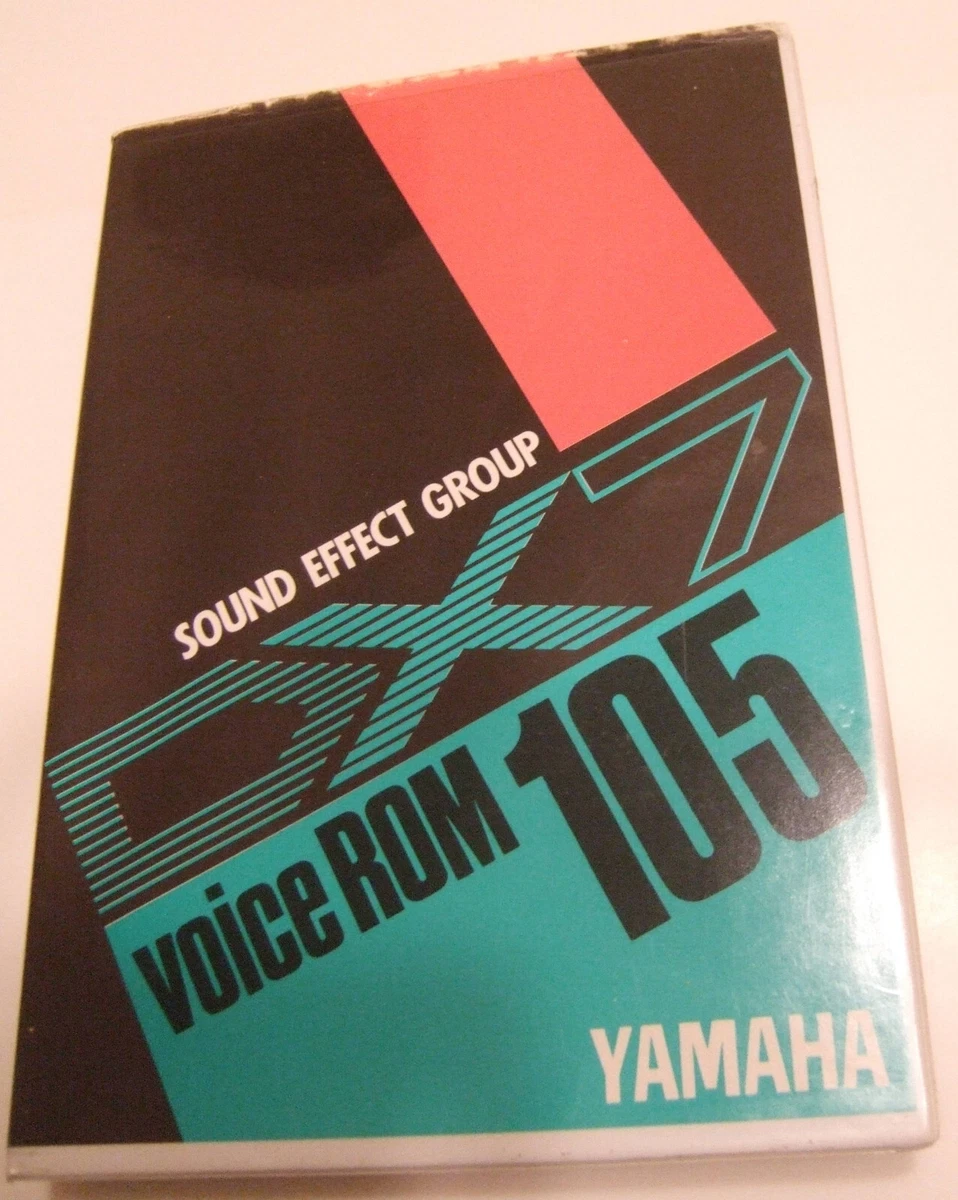 SOUND EFFECT GROUP
DX7
voice ROM 105
YAMAHA